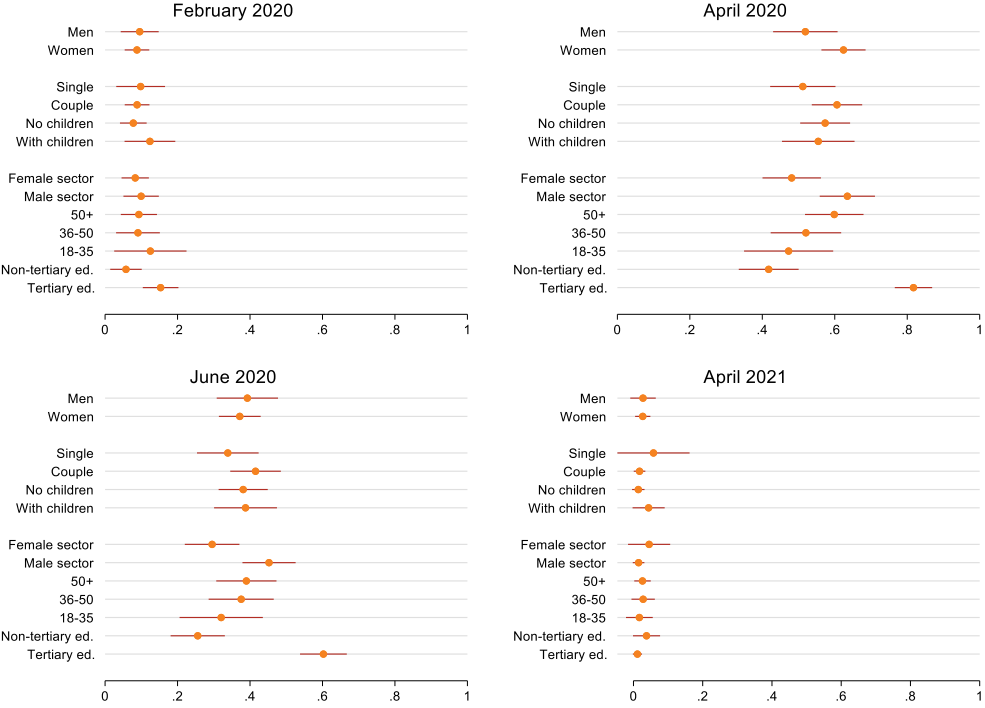 February 2020
Men
Women
Single
Couple
No children
With children
Female sector
Male sector
50+
36-50
18-35
Non-tertiary ed.
Tertiary ed.
0 .2 .4 .6 .8 1
April 2020
Men
Women
Single
Couple
No children
With children
Female sector
Male sector
50+
36-50
18-35
Non-tertiary ed.
Tertiary ed.
0 .2 .4 .6 .8 1
June 2020
Men
Women
Single
Couple
No children
With children
Female sector
Male sector
50+
36-50
18-35
Non-tertiary ed.
Tertiary ed.
0 .2 .4 .6 .8 1
April 2021
Men
Women
Single
Couple
No children
With children
Female sector
Male sector
50+
36-50
18-35
Non-tertiary ed.
Tertiary ed.
0 .2 .4 .6 .8 1